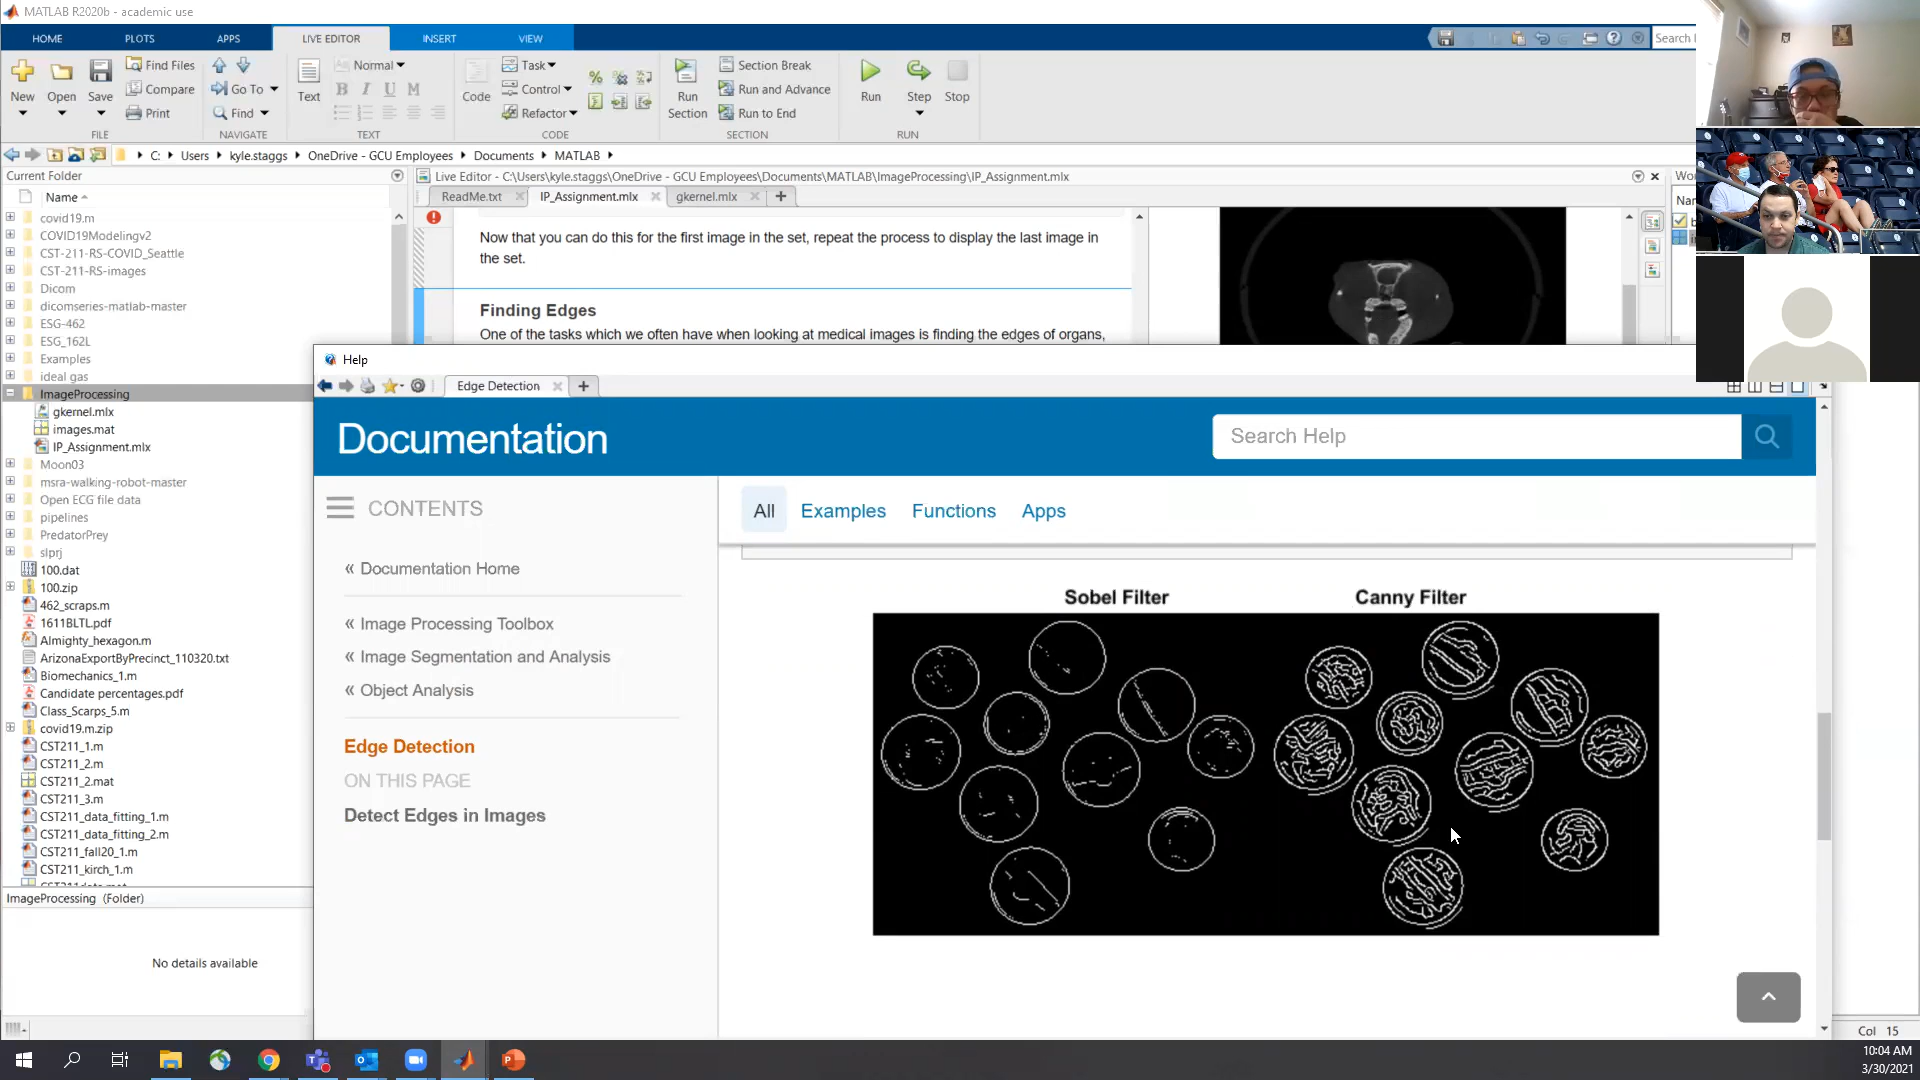 MATLAB R2020b - academic use
HOME
PLOTS
APPS
LIVE EDITOR
INSERT
VIEW
Search
New
Open
Save
Find Files
Compare
Print
FILE
Go To
Find
NAVIGATE
Text
Normal
B I U M
TEXT
Code
Task
Control
Refactor
CODE
Run Section
Section Break
Run and Advance
Run to End
SECTION
Run
Step
Stop
RUN
C: Users kyle.staggs OneDrive - GCU Employees Documents MATLAB
Current Folder
Name
covid19.m
COVID19Modelingv2
CST-211-RS-COVID_Seattle
CST-211-RS-images
Dicom
dicomseries-matlab-master
ESG-462
ESG_162L
Examples
ideal gas
ImageProcessing
gkernel.mlx
images.mat
IP_Assignment.mlx
Moon03
msra-walking-robot-master
Open ECG file data
pipelines
PredatorPrey
slprj
100.dat
100.zip
462_scraps.m
1611BLTL.pdf
Almighty_hexagon.m
ArizonaExportByPrecinct_110320.txt
Biomechanics_1.m
Candidate percentages.pdf
Class_Scarps_5.m
covid19.m.zip
CST211_1.m
CST211_2.m
CST211_2.mat
CST211_3.m
CST211_data_fitting_1.m
CST211_data_fitting_2.m
CST211_fall20_1.m
CST211_kirch_1.m
ImageProcessing (Folder)
No details available
Live Editor - C:\Users\kyle.staggs\OneDrive - GCU Employees\Documents\MATLAB\ImageProcessing\IP_Assignment.mlx
ReadMe.txt
IP_Assignment.mlx
gkernel.mlx
Now that you can do this for the first image in the set, repeat the process to display the last image in
the set.
Finding Edges
One of the tasks which we often have when looking at medical images is finding the edges of organs,
Help
Edge Detection
Documentation
Search Help
CONTENTS
« Documentation Home
« Image Processing Toolbox
« Image Segmentation and Analysis
« Object Analysis
Edge Detection
ON THIS PAGE
Detect Edges in Images
All
Examples
Functions
Apps
Sobel Filter
Canny Filter
Col 15
10:04 AM
3/30/2021